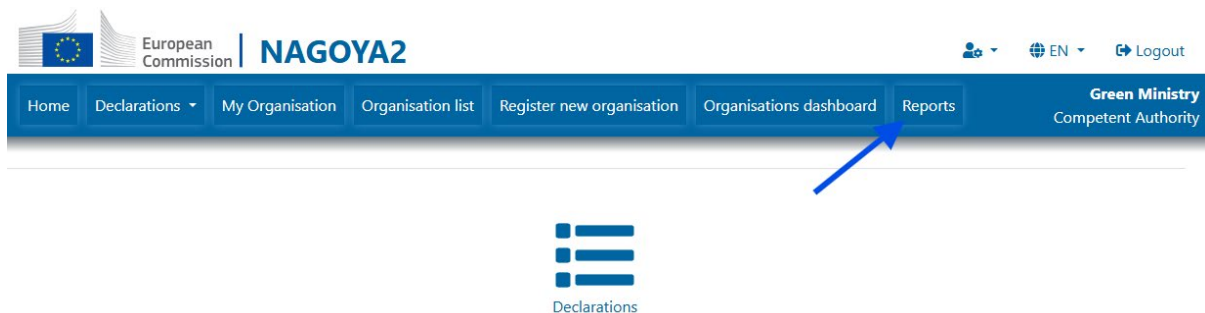 European
Commission
NAGOYA2
EN
Logout
Home
Declarations
My Organisation
Organisation list
Register new organisation
Organisations dashboard
Reports
Green Ministry
Competent Authority
Declarations